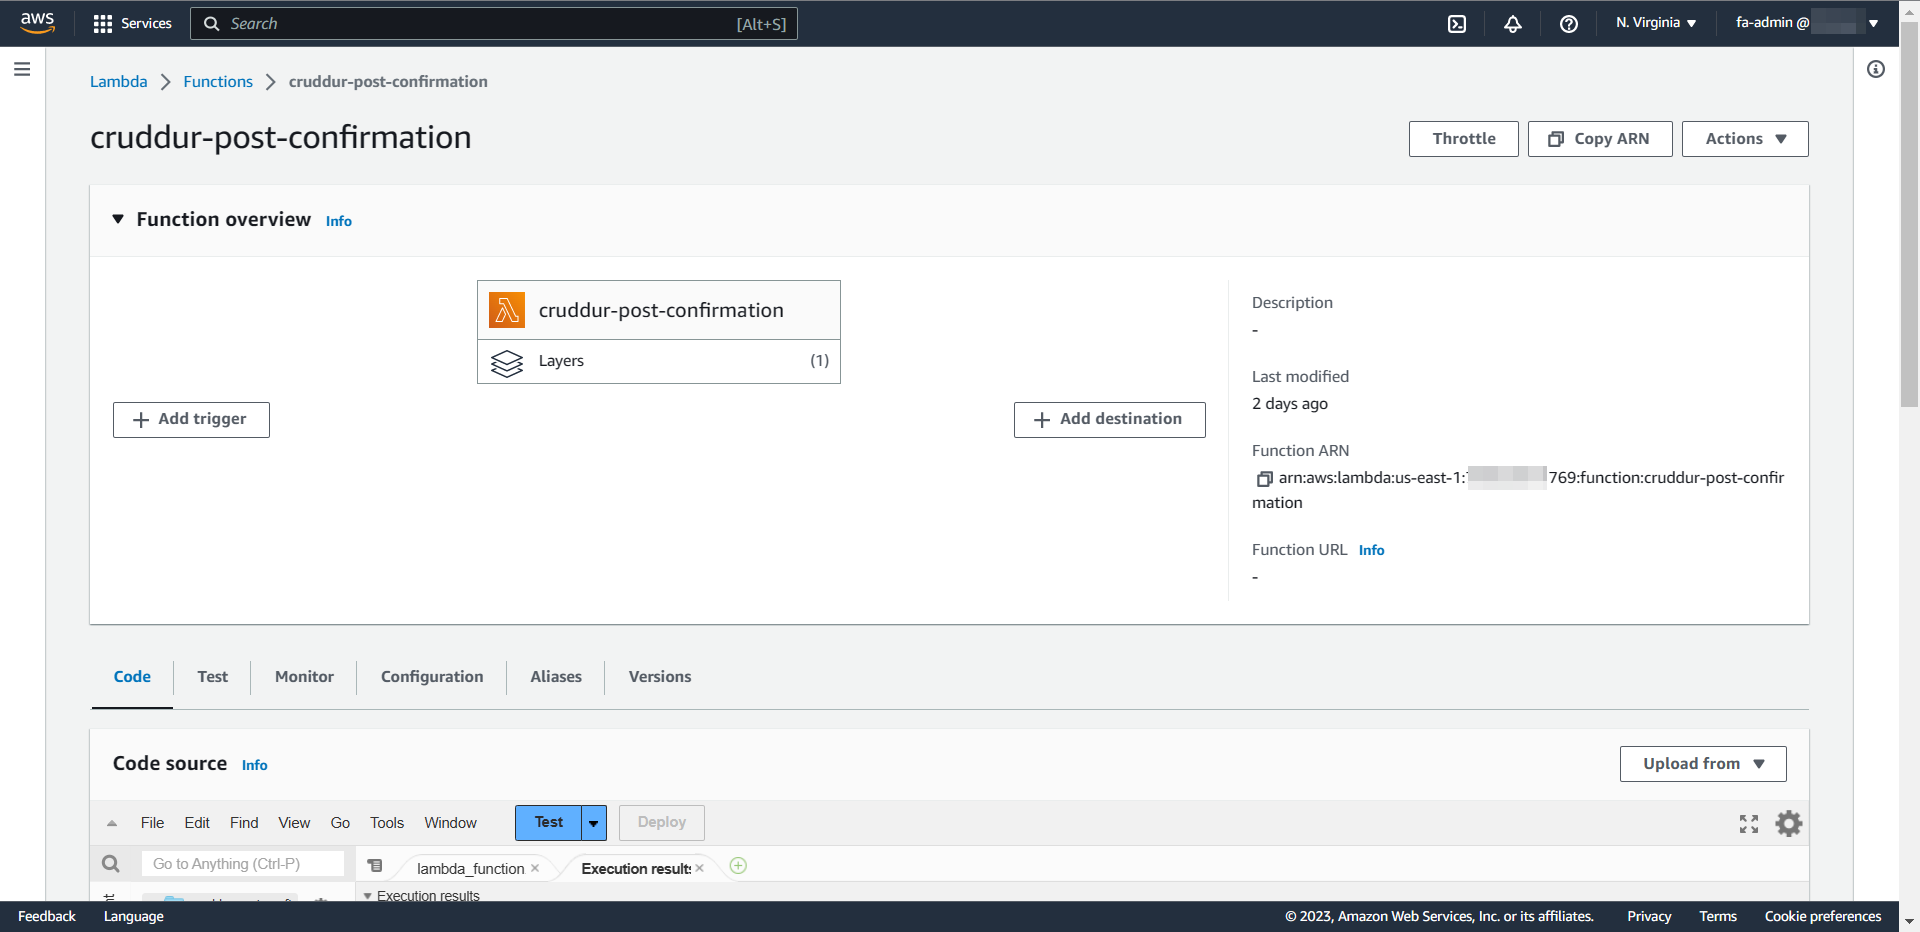 aws Services Search [Alt+S] N. Virginia fa-admin @
Lambda Functions cruddur-post-confirmation
cruddur-post-confirmation
Throttle Copy ARN Actions
Function overview Info
cruddur-post-confirmation
Layers (1)
Add trigger
Add destination
Description
-
Last modified
2 days ago
Function ARN
arn:aws:lambda:us-east-1: 769:function:cruddur-post-confir
mation
Function URL Info
-
Code Test Monitor Configuration Aliases Versions
Code source Info
Upload from
File Edit Find View Go Tools Window Test Deploy
Go to Anything (Ctrl-P)
lambda_function Execution results
Execution results
Feedback Language © 2023, Amazon Web Services, Inc. or its affiliates. Privacy Terms Cookie preferences